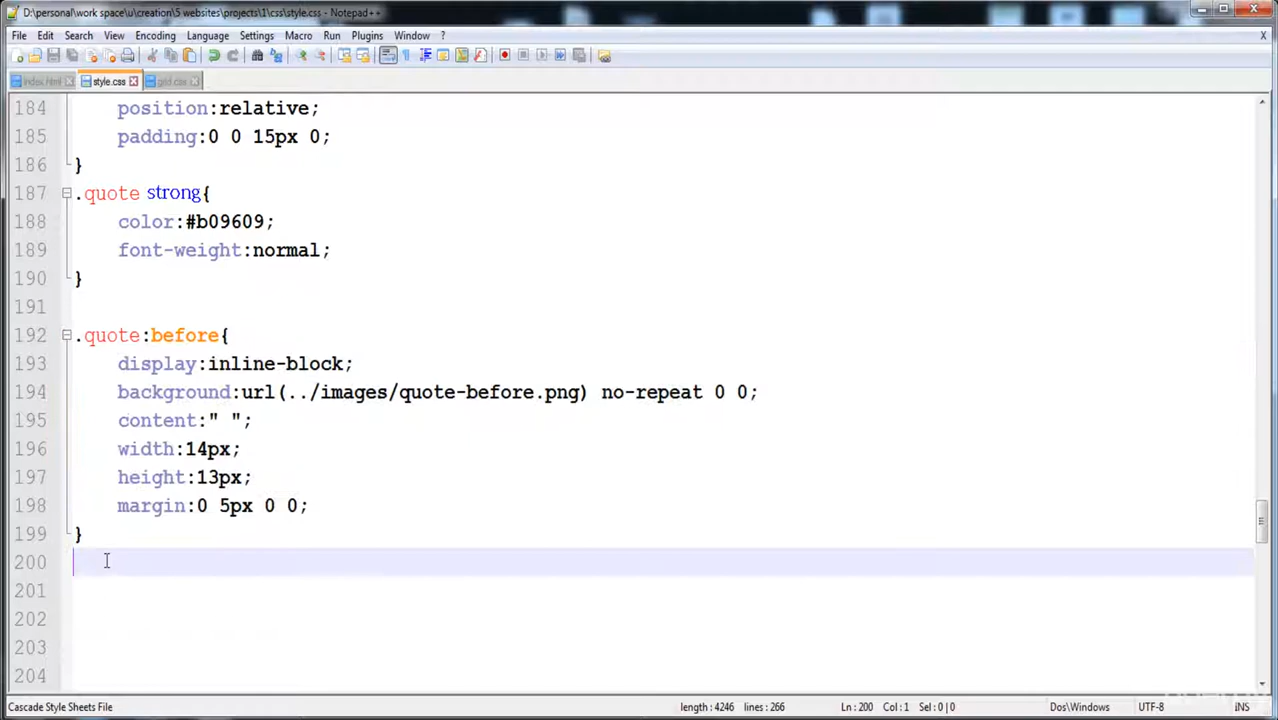 D:\personal\work space\u\creation\5 websites\projects\1\css\style.css - Notepad++
File Edit Search View Encoding Language Settings Macro Run Plugins Window ? X
index.html style.css grid.css
184 position:relative;
185 padding:0 0 15px 0;
186 }
187 .quote strong{
188 color:#b09609;
189 font-weight:normal;
190 }
191
192 .quote:before{
193 display:inline-block;
194 background:url(../images/quote-before.png) no-repeat 0 0;
195 content:" ";
196 width:14px;
197 height:13px;
198 margin:0 5px 0 0;
199 }
200
201
202
203
204
Cascade Style Sheets File length : 4246 lines : 266 Ln : 200 Col : 1 Sel : 0 | 0 Dos\Windows UTF-8 INS